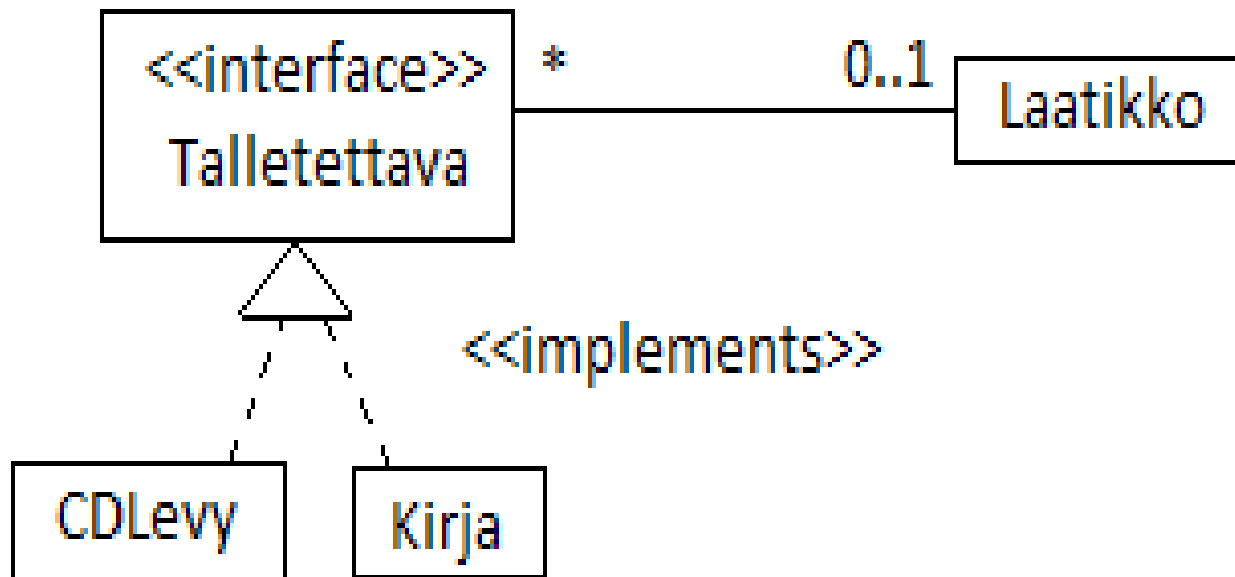 <<interface>>
Talletettava
*
0..1
Laatikko
<<implements>>
CDLevy
Kirja